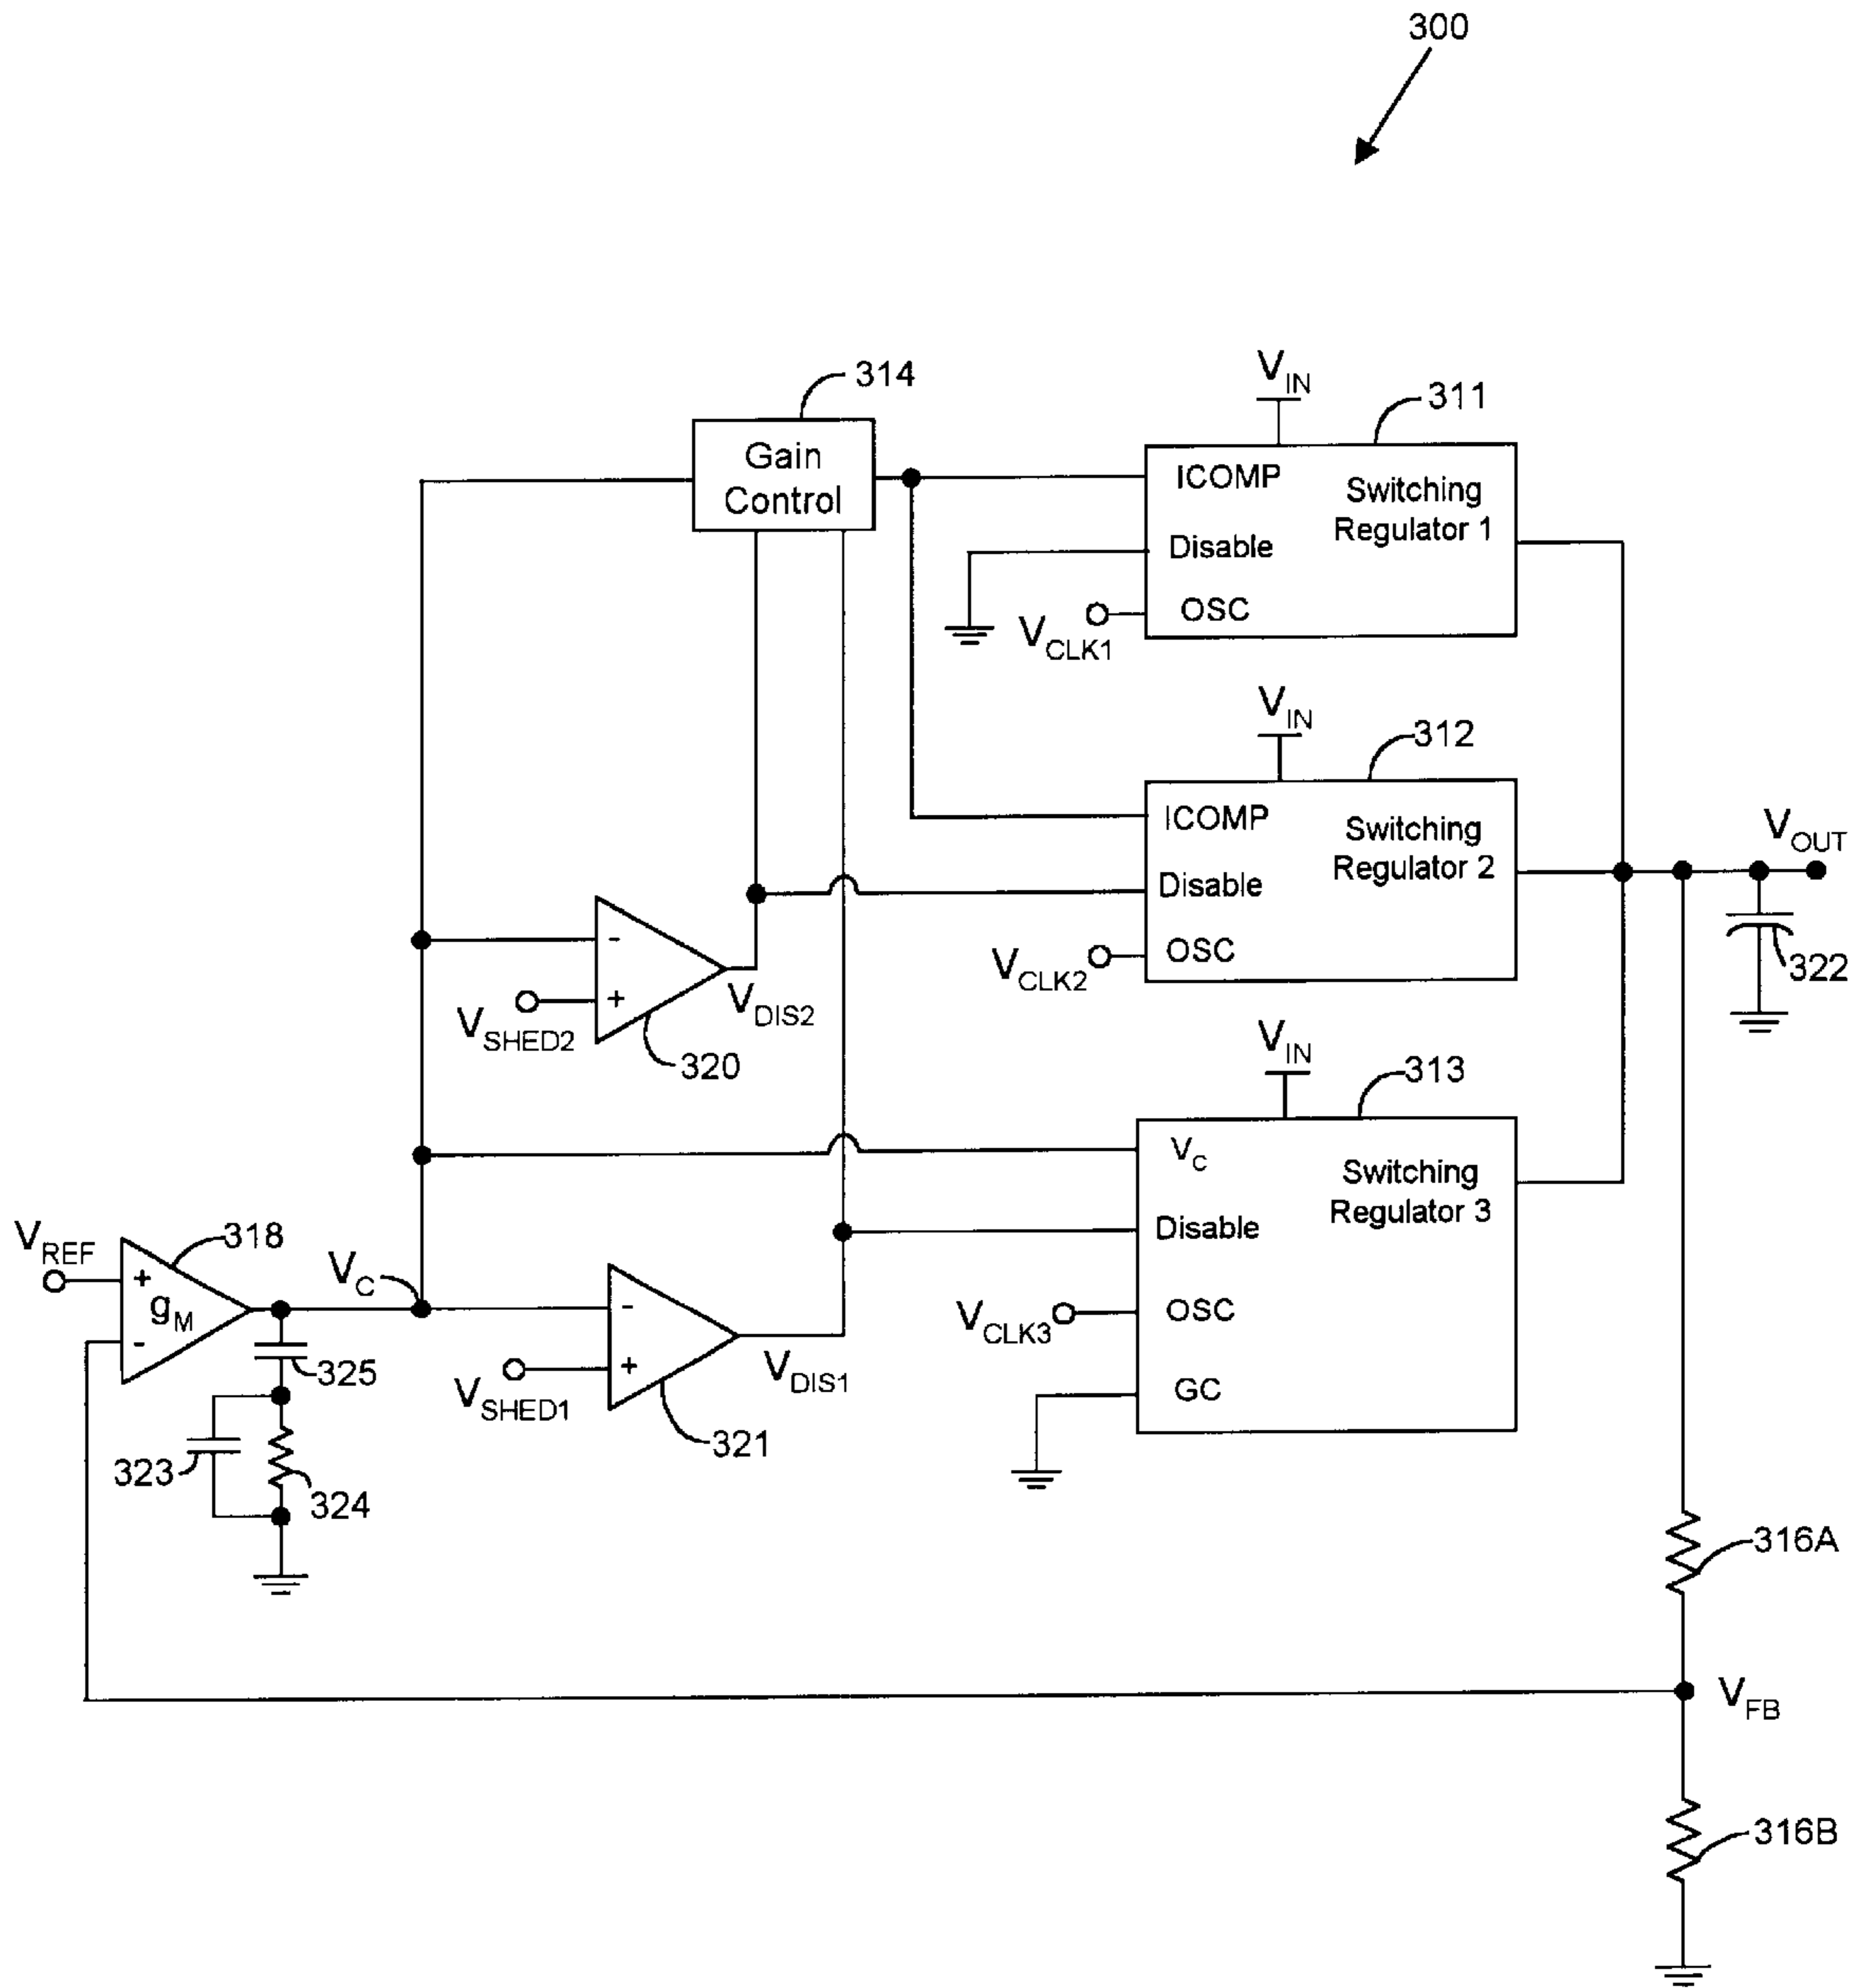 300
314
Gain
Control
V_IN
311
ICOMP
Switching
Regulator 1
Disable
OSC
V_CLK1
V_IN
312
ICOMP
Switching
Regulator 2
Disable
OSC
V_CLK2
V_OUT
322
-
+
V_SHED2
V_DIS2
320
V_IN
313
V_C
Switching
Regulator 3
Disable
OSC
V_CLK3
GC
V_REF
318
+
g_M
-
V_C
325
323
324
-
+
V_SHED1
V_DIS1
321
316A
V_FB
316B